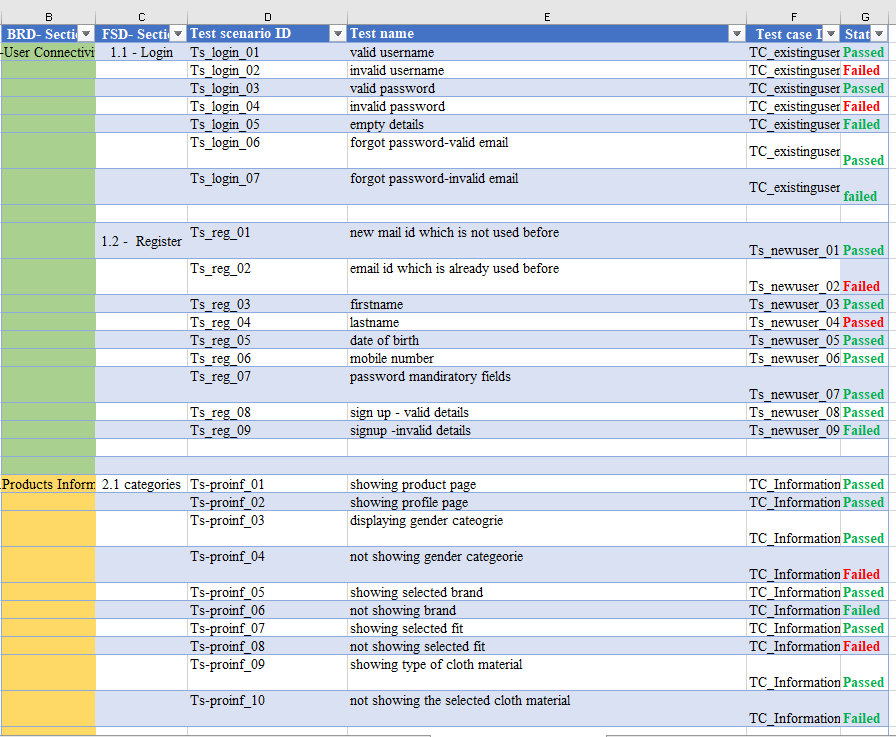 B C D E F G
BRD- Sectio FSD- Sectio Test scenario ID Test name Test case I Stat
-User Connectivi 1.1 - Login Ts_login_01 valid username TC_existinguser Passed
Ts_login_02 invalid username TC_existinguser Failed
Ts_login_03 valid password TC_existinguser Passed
Ts_login_04 invalid password TC_existinguser Failed
Ts_login_05 empty details TC_existinguser Failed
Ts_login_06 forgot password-valid email TC_existinguser Passed
Ts_login_07 forgot password-invalid email TC_existinguser failed
1.2 - Register Ts_reg_01 new mail id which is not used before Ts_newuser_01 Passed
Ts_reg_02 email id which is already used before Ts_newuser_02 Failed
Ts_reg_03 firstname Ts_newuser_03 Passed
Ts_reg_04 lastname Ts_newuser_04 Passed
Ts_reg_05 date of birth Ts_newuser_05 Passed
Ts_reg_06 mobile number Ts_newuser_06 Passed
Ts_reg_07 password mandiratory fields Ts_newuser_07 Passed
Ts_reg_08 sign up - valid details Ts_newuser_08 Passed
Ts_reg_09 signup -invalid details Ts_newuser_09 Failed
.Products Inform 2.1 categories Ts-proinf_01 showing product page TC_Information Passed
Ts-proinf_02 showing profile page TC_Information Passed
Ts-proinf_03 displaying gender cateogrie TC_Information Passed
Ts-proinf_04 not showing gender categeorie TC_Information Failed
Ts-proinf_05 showing selected brand TC_Information Passed
Ts-proinf_06 not showing brand TC_Information Failed
Ts-proinf_07 showing selected fit TC_Information Passed
Ts-proinf_08 not showing selected fit TC_Information Failed
Ts-proinf_09 showing type of cloth material TC_Information Passed
Ts-proinf_10 not showing the selected cloth material TC_Information Failed